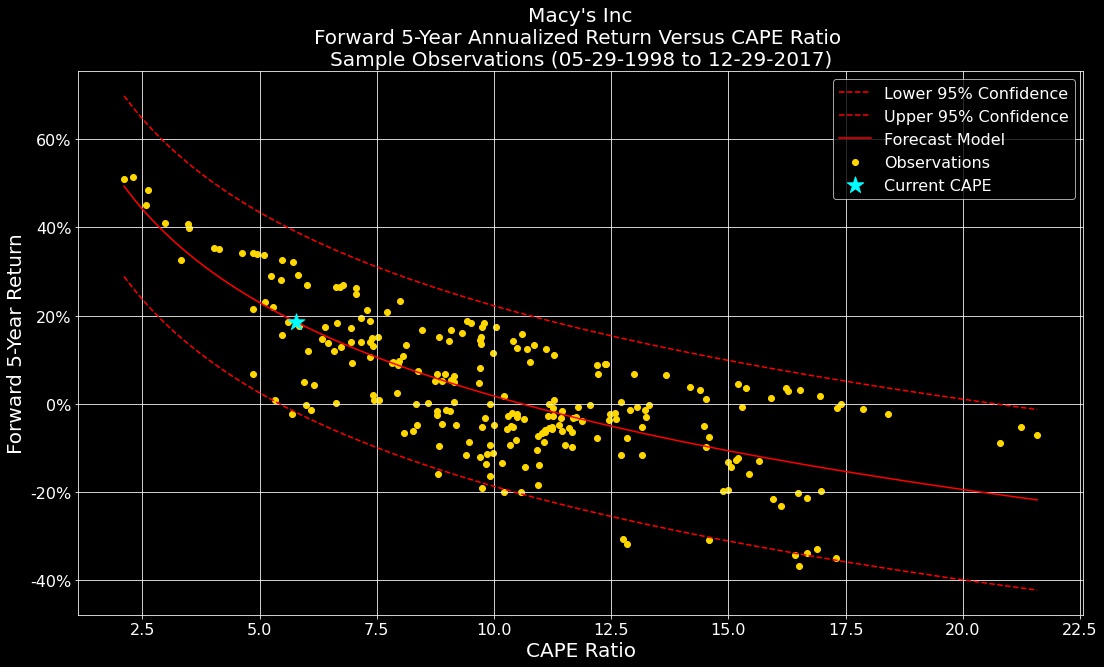 Macy's Inc
Forward 5-Year Annualized Return Versus CAPE Ratio
Sample Observations (05-29-1998 to 12-29-2017)
Lower 95% Confidence
Upper 95% Confidence
Forecast Model
Observations
Current CAPE
Forward 5-Year Return
60%
40%
20%
0%
-20%
-40%
2.5 5.0 7.5 10.0 12.5 15.0 17.5 20.0 22.5
CAPE Ratio